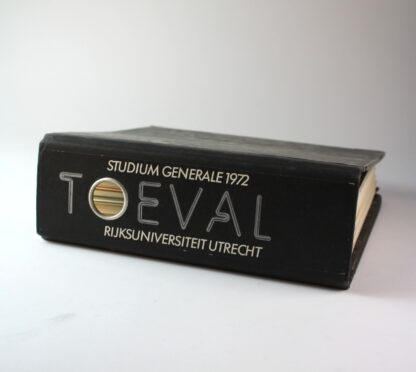 STUDIUM GENERALE 1972
TOEVAL
RIJKSUNIVERSITEIT UTRECHT